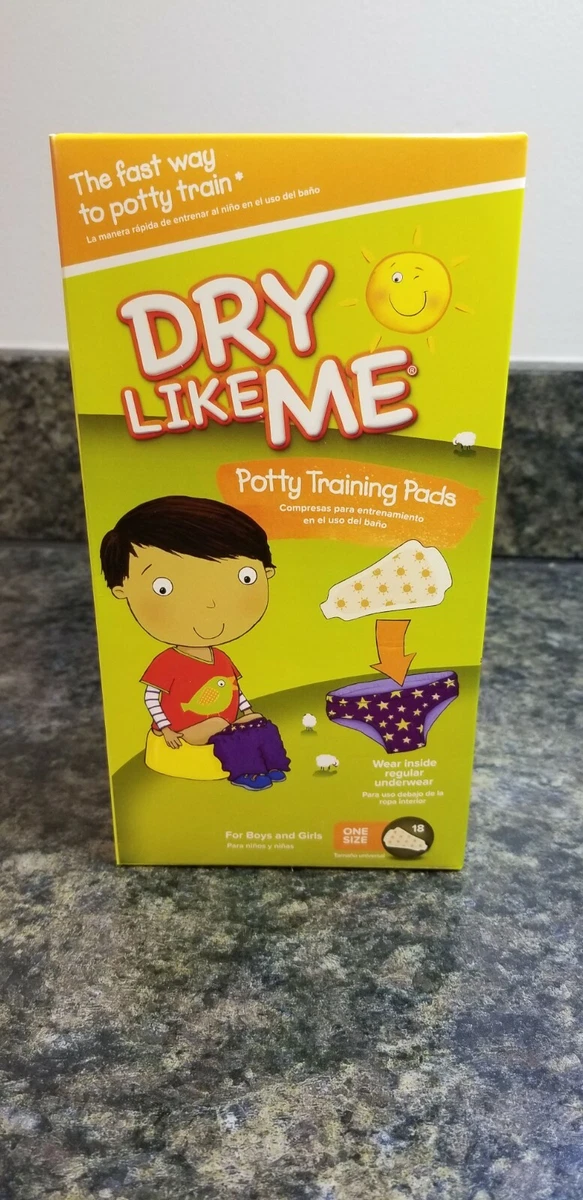 The fast way
to potty train*
La manera rápida de entrenar al niño en el uso del baño
DRY
LIKE ME®
Potty Training Pads
Compresas para entrenamiento
en el uso del baño
Wear inside
regular
underwear
Para uso debajo de la
ropa interior
For Boys and Girls
Para niños y niñas
ONE
SIZE
18
Tamaño universal